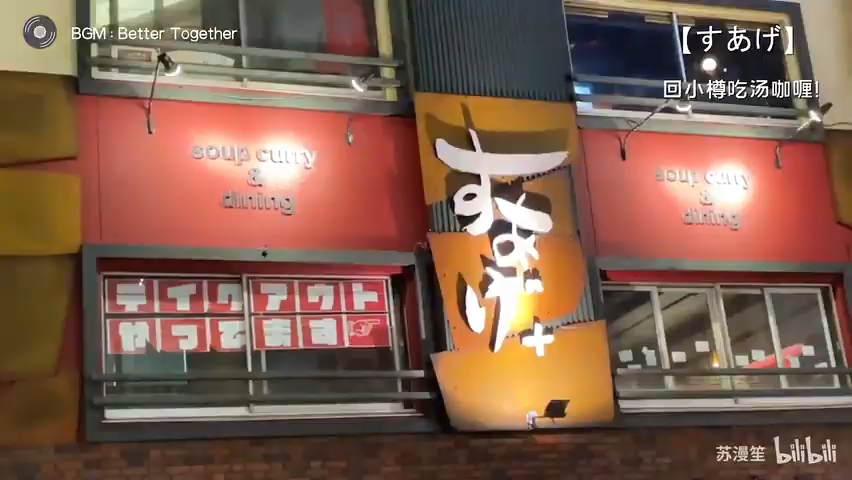 BGM : Better Together
【すあげ】
回小樽吃汤咖喱!
soup curry
&
dining
すあげ
+
soup curry
&
dining
テイクアウト
やってます
苏漫笙 bilibili